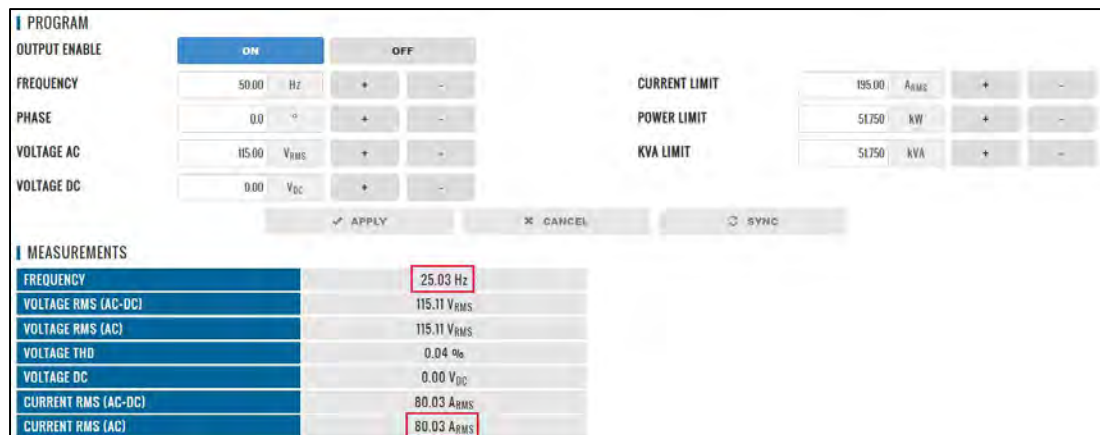 PROGRAM
OUTPUT ENABLE ON OFF
FREQUENCY 50.00 Hz + - CURRENT LIMIT 195.00 ARMS + -
PHASE 0.0 ° + - POWER LIMIT 51.750 kW + -
VOLTAGE AC 115.00 VRMS + - KVA LIMIT 51.750 kVA + -
VOLTAGE DC 0.00 VDC + -
✓ APPLY ✖ CANCEL SYNC
MEASUREMENTS
FREQUENCY 25.03 Hz
VOLTAGE RMS (AC-DC) 115.11 VRMS
VOLTAGE RMS (AC) 115.11 VRMS
VOLTAGE THD 0.04 %
VOLTAGE DC 0.00 VDC
CURRENT RMS (AC-DC) 80.03 ARMS
CURRENT RMS (AC) 80.03 ARMS